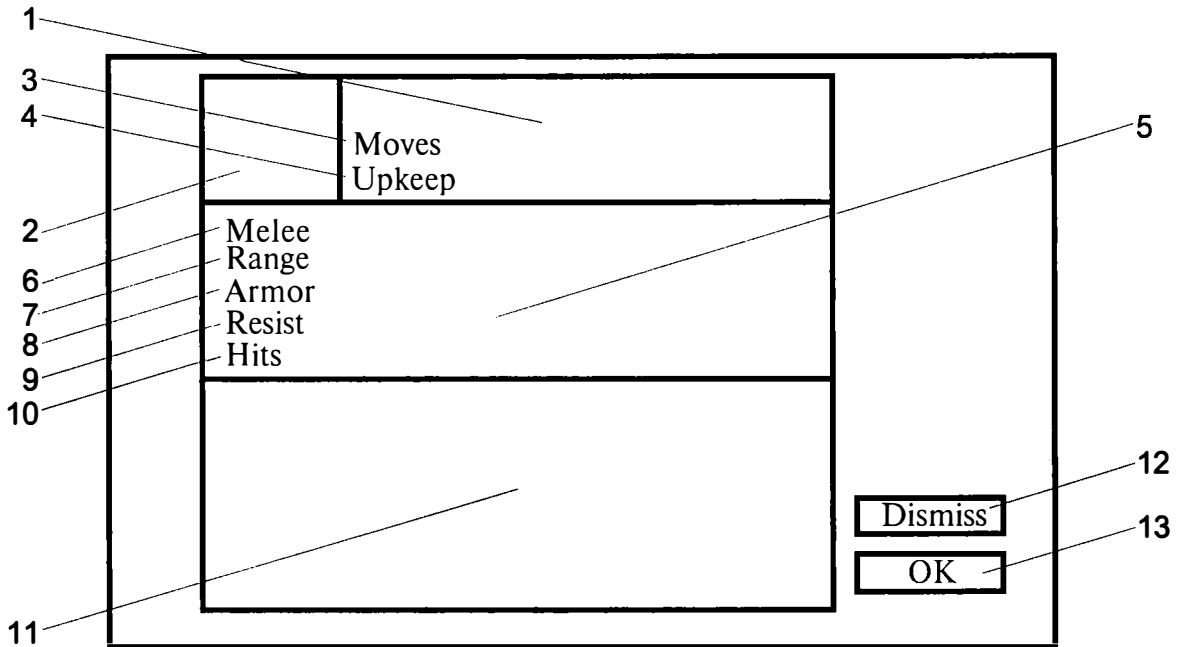 1
3
4
5
Moves
Upkeep
2
6
Melee
7
Range
8
Armor
9
Resist
10
Hits
12
Dismiss
13
OK
11